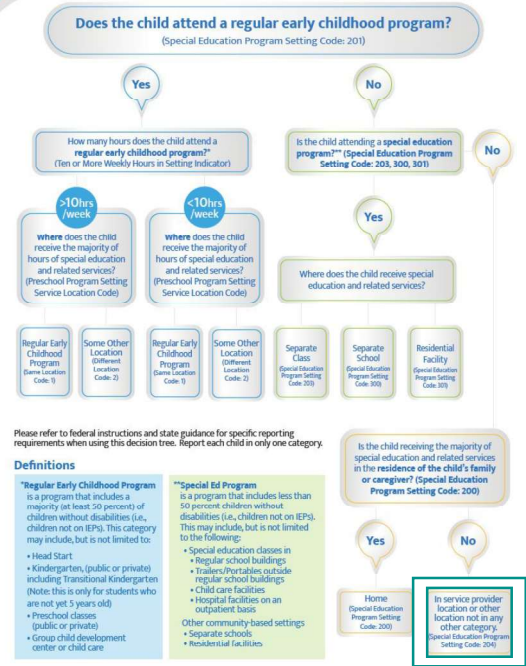 Does the child attend a regular early childhood program?
(Special Education Program Setting Code: 201)
Yes
No
How many hours does the child attend a
regular early childhood program?*
(Ten or More Weekly Hours in Setting Indicator)
Is the child attending a special education
program?** (Special Education Program
Setting Code: 203, 300, 301)
No
>10hrs
/week
Where does the child
receive the majority of
hours of special education
and related services?
(Preschool Program Setting
Service Location Code)
<10hrs
/week
Where does the child
receive the majority of
hours of special education
and related services?
(Preschool Program Setting
Service Location Code)
Yes
Where does the child receive special
education and related services?
Regular Early
Childhood
Program
(Same Location
Code: 1)
Some Other
Location
(Different
Location
Code: 2)
Regular Early
Childhood
Program
(Same Location
Code: 1)
Some Other
Location
(Different
Location
Code: 2)
Separate
Class
(Special Education
Program Setting
Code: 203)
Separate
School
(Special Education
Program Setting
Code: 300)
Residential
Facility
(Special Education
Program Setting
Code: 301)
Please refer to federal instructions and state guidance for specific reporting
requirements when using this decision tree. Report each child in only one category.
Is the child receiving the majority of
special education and related services
in the residence of the child's family
or caregiver? (Special Education
Program Setting Code: 200)
Yes
No
Home
(Special Education
Program Setting
Code: 200)
In service provider
location or other
location not in any
other category.
(Special Education Program
Setting Code: 204)
Definitions
*Regular Early Childhood Program
is a program that includes a
majority (at least 50 percent) of
children without disabilities (i.e.,
children not on IEPs). This category
may include, but is not limited to:
• Head Start
• Kindergarten, (public or private)
including Transitional Kindergarten
(Note: this is only for students who
are not yet 5 years old)
• Preschool classes
(public or private)
• Group child development
center or child care
**Special Ed Program
is a program that includes less than
50 percent children without
disabilities (i.e., children not on IEPs).
This may include, but is not limited
to the following:
• Special education classes in
• Regular school buildings
• Trailers/Portables outside
regular school buildings
• Child care facilities
• Hospital facilities on an
outpatient basis
Other community-based settings
• Separate schools
• Residential facilities